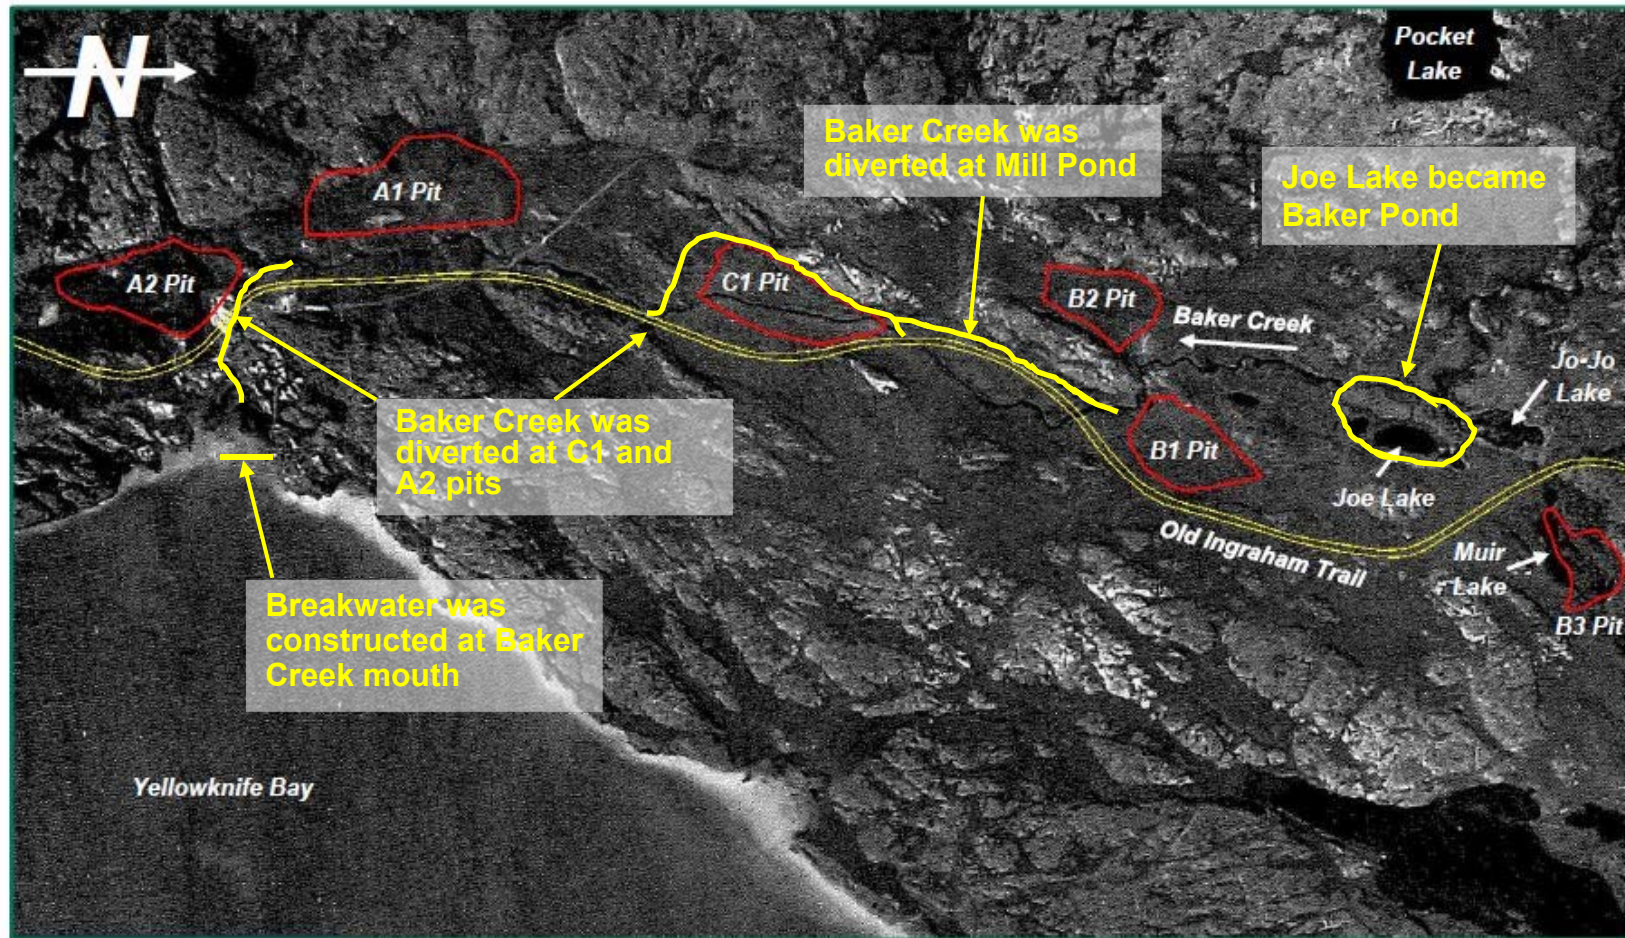 N
Pocket
Lake
Baker Creek was
diverted at Mill Pond
Joe Lake became
Baker Pond
A1 Pit
A2 Pit
C1 Pit
B2 Pit
Baker Creek
Jo-Jo
Lake
Baker Creek was
diverted at C1 and
A2 pits
B1 Pit
Joe Lake
Old Ingraham Trail
Muir
Lake
B3 Pit
Breakwater was
constructed at Baker
Creek mouth
Yellowknife Bay